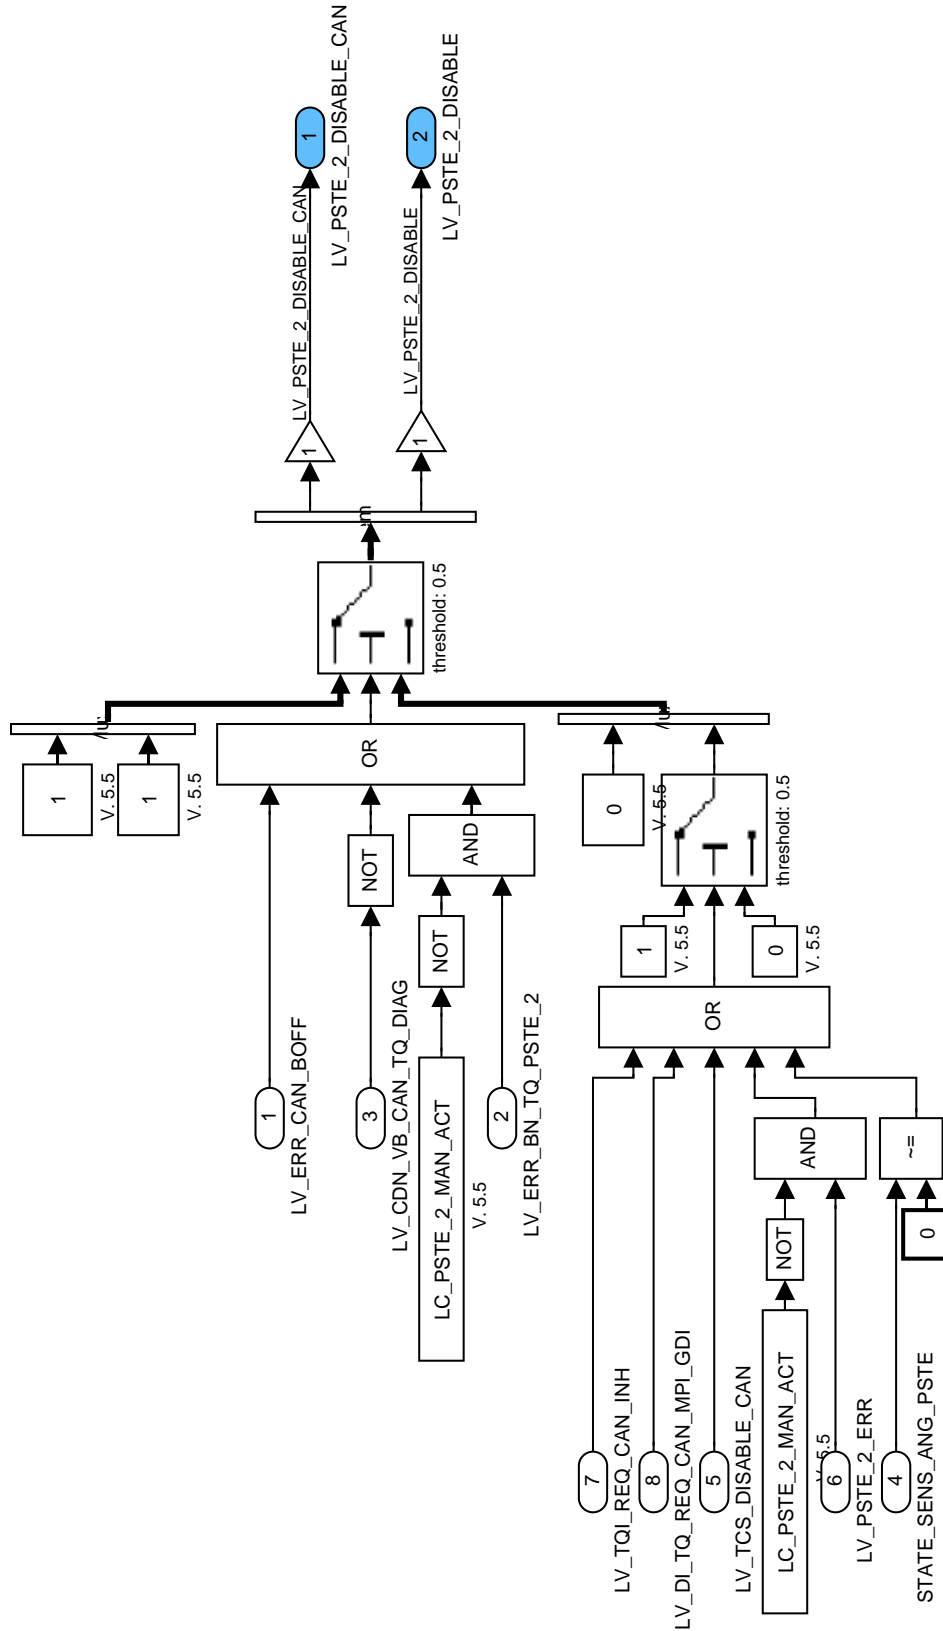 1
V. 5.5
1
V. 5.5
1
LV_ERR_CAN_BOFF
3
LV_CDN_VB_CAN_TQ_DIAG
NOT
LC_PSTE_2_MAN_ACT
V. 5.5
NOT
2
LV_ERR_BN_TQ_PSTE_2
AND
OR
threshold: 0.5
1
LV_PSTE_2_DISABLE_CAN
1
LV_PSTE_2_DISABLE_CAN
1
LV_PSTE_2_DISABLE
2
LV_PSTE_2_DISABLE
7
LV_TQI_REQ_CAN_INH
8
LV_DI_TQ_REQ_CAN_MPI_GDI
5
LV_TCS_DISABLE_CAN
LC_PSTE_2_MAN_ACT
NOT
6
LV_PSTE_2_ERR
AND
4
STATE_SENS_ANG_PSTE
0
~=
OR
1
V. 5.5
0
V. 5.5
0
V. 5.5
threshold: 0.5